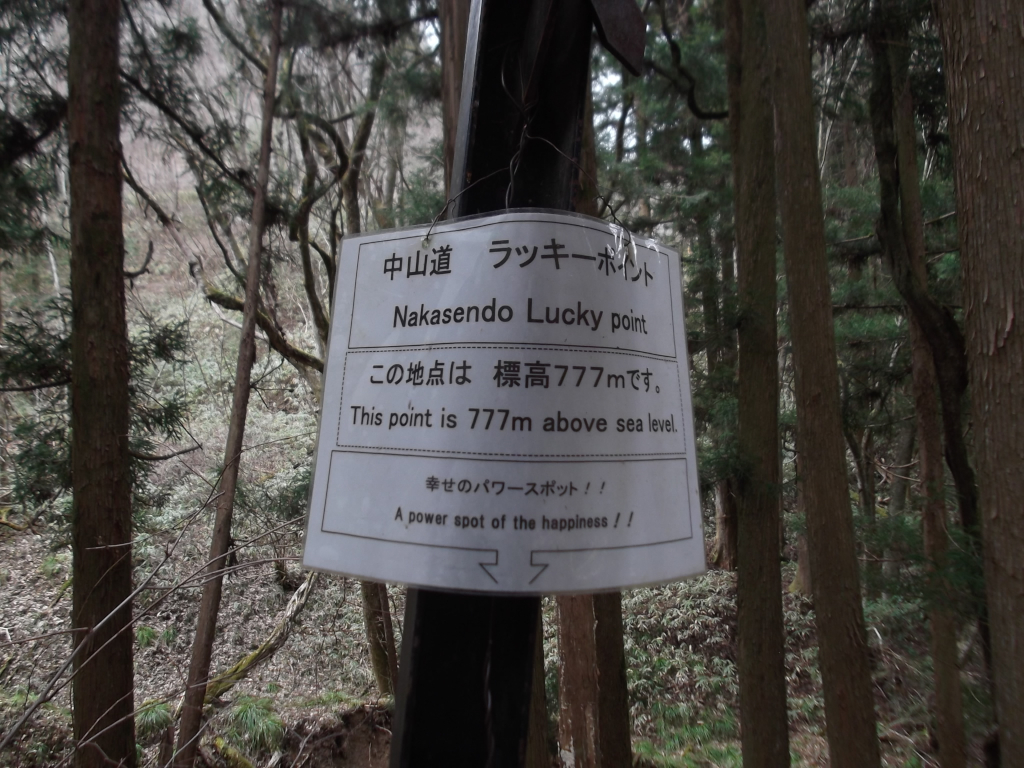 中山道 ラッキーポイント
Nakasendo Lucky point
この地点は 標高777mです。
This point is 777m above sea level.
幸せのパワースポット！！
A power spot of the happiness！！